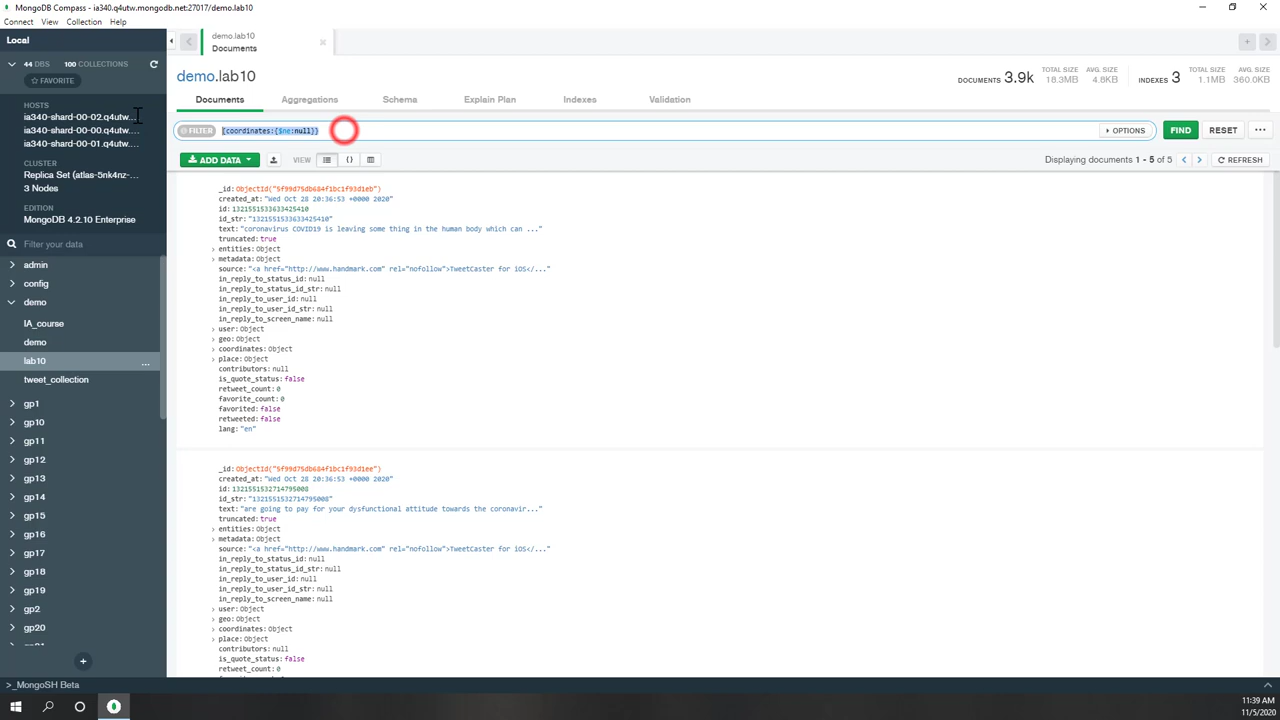 MongoDB Compass - ia340.q4utw.mongodb.net:27017/demo.lab10
Connect View Collection Help
Local
44 DBS 100 COLLECTIONS
FAVORITE
HOSTS
ia340-shard-00-02.q4utw...
ia340-shard-00-00.q4utw...
ia340-shard-00-01.q4utw...
CLUSTER
Replica Set (atlas-5nk4nz-...
3 Nodes
EDITION
MongoDB 4.2.10 Enterprise
Filter your data
admin
config
demo
IA_course
demo
lab10 ...
tweet_collection
gp1
gp10
gp11
gp12
gp13
gp14
gp15
gp16
gp17
gp18
gp19
gp2
gp20
demo.lab10
Documents
demo.lab10
DOCUMENTS 3.9k TOTAL SIZE 18.3MB AVG. SIZE 4.8KB INDEXES 3 TOTAL SIZE 1.1MB AVG. SIZE 360.0KB
Documents Aggregations Schema Explain Plan Indexes Validation
FILTER {coordinates:{$ne:null}} OPTIONS FIND RESET ...
ADD DATA VIEW {} Displaying documents 1 - 5 of 5 REFRESH
_id: ObjectId("5f99d75db684f1bc1f93d1eb")
created_at: "Wed Oct 28 20:36:53 +0000 2020"
id: 1321551533633425410
id_str: "1321551533633425410"
text: "coronavirus COVID19 is leaving some thing in the human body which can ..."
truncated: true
entities: Object
metadata: Object
source: "<a href="http://www.handmark.com" rel="nofollow">TweetCaster for iOS</..."
in_reply_to_status_id: null
in_reply_to_status_id_str: null
in_reply_to_user_id: null
in_reply_to_user_id_str: null
in_reply_to_screen_name: null
user: Object
geo: Object
coordinates: Object
place: Object
contributors: null
is_quote_status: false
retweet_count: 0
favorite_count: 0
favorited: false
retweeted: false
lang: "en"
_id: ObjectId("5f99d75db684f1bc1f93d1ee")
created_at: "Wed Oct 28 20:36:53 +0000 2020"
id: 1321551532714795008
id_str: "1321551532714795008"
text: "are going to pay for your dysfunctional attitude towards the coronavir..."
truncated: true
entities: Object
metadata: Object
source: "<a href="http://www.handmark.com" rel="nofollow">TweetCaster for iOS</..."
in_reply_to_status_id: null
in_reply_to_status_id_str: null
in_reply_to_user_id: null
in_reply_to_user_id_str: null
in_reply_to_screen_name: null
user: Object
geo: Object
coordinates: Object
place: Object
contributors: null
is_quote_status: false
retweet_count: 0
>_MongoSH Beta
11:39 AM
11/5/2020